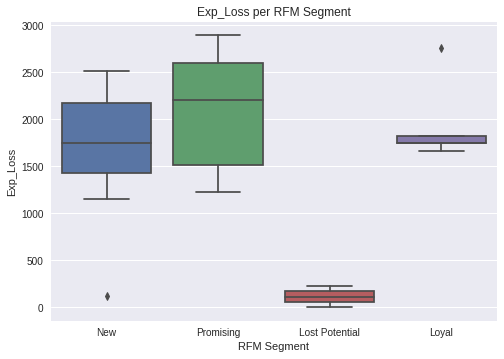 Exp_Loss per RFM Segment
3000
2500
2000
1500
1000
500
0
Exp_Loss
New
Promising
Lost Potential
Loyal
RFM Segment